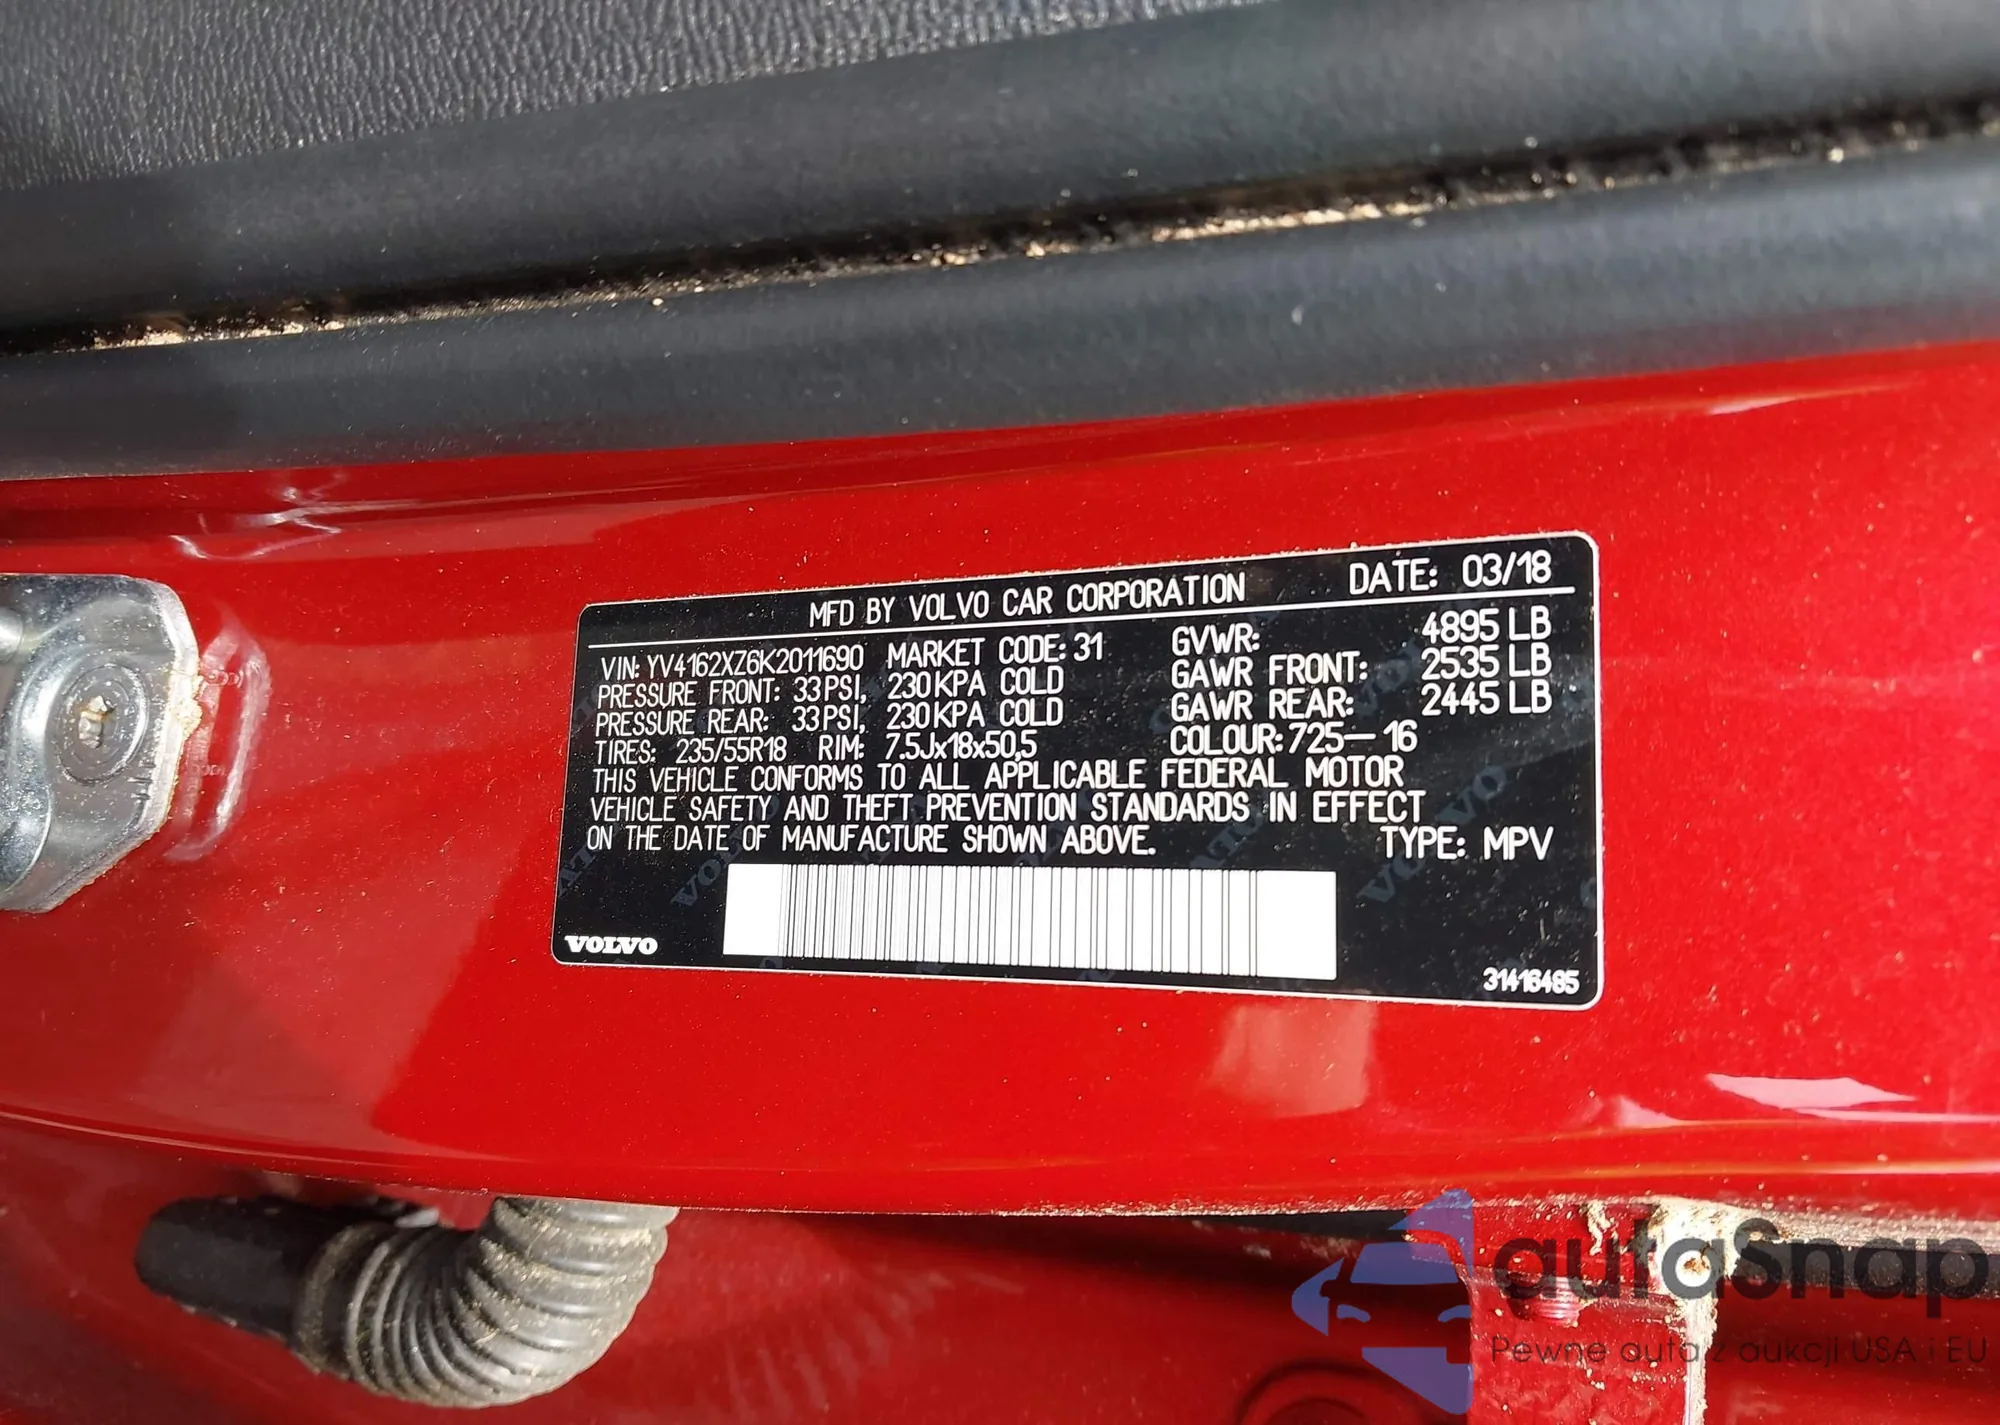 MFD BY VOLVO CAR CORPORATION DATE: 03/18
VIN: YV4162XZ6K2011690 MARKET CODE: 31 GVWR: 4895 LB
PRESSURE FRONT: 33 PSI, 230 KPA COLD GAWR FRONT: 2535 LB
PRESSURE REAR: 33 PSI, 230 KPA COLD GAWR REAR: 2445 LB
TIRES: 235/55R18 RIM: 7.5Jx18x50,5 COLOUR: 725-16
THIS VEHICLE CONFORMS TO ALL APPLICABLE FEDERAL MOTOR
VEHICLE SAFETY AND THEFT PREVENTION STANDARDS IN EFFECT
ON THE DATE OF MANUFACTURE SHOWN ABOVE. TYPE: MPV
VOLVO
31416485
autaSnap
Pewne auta z aukcji USA i EU